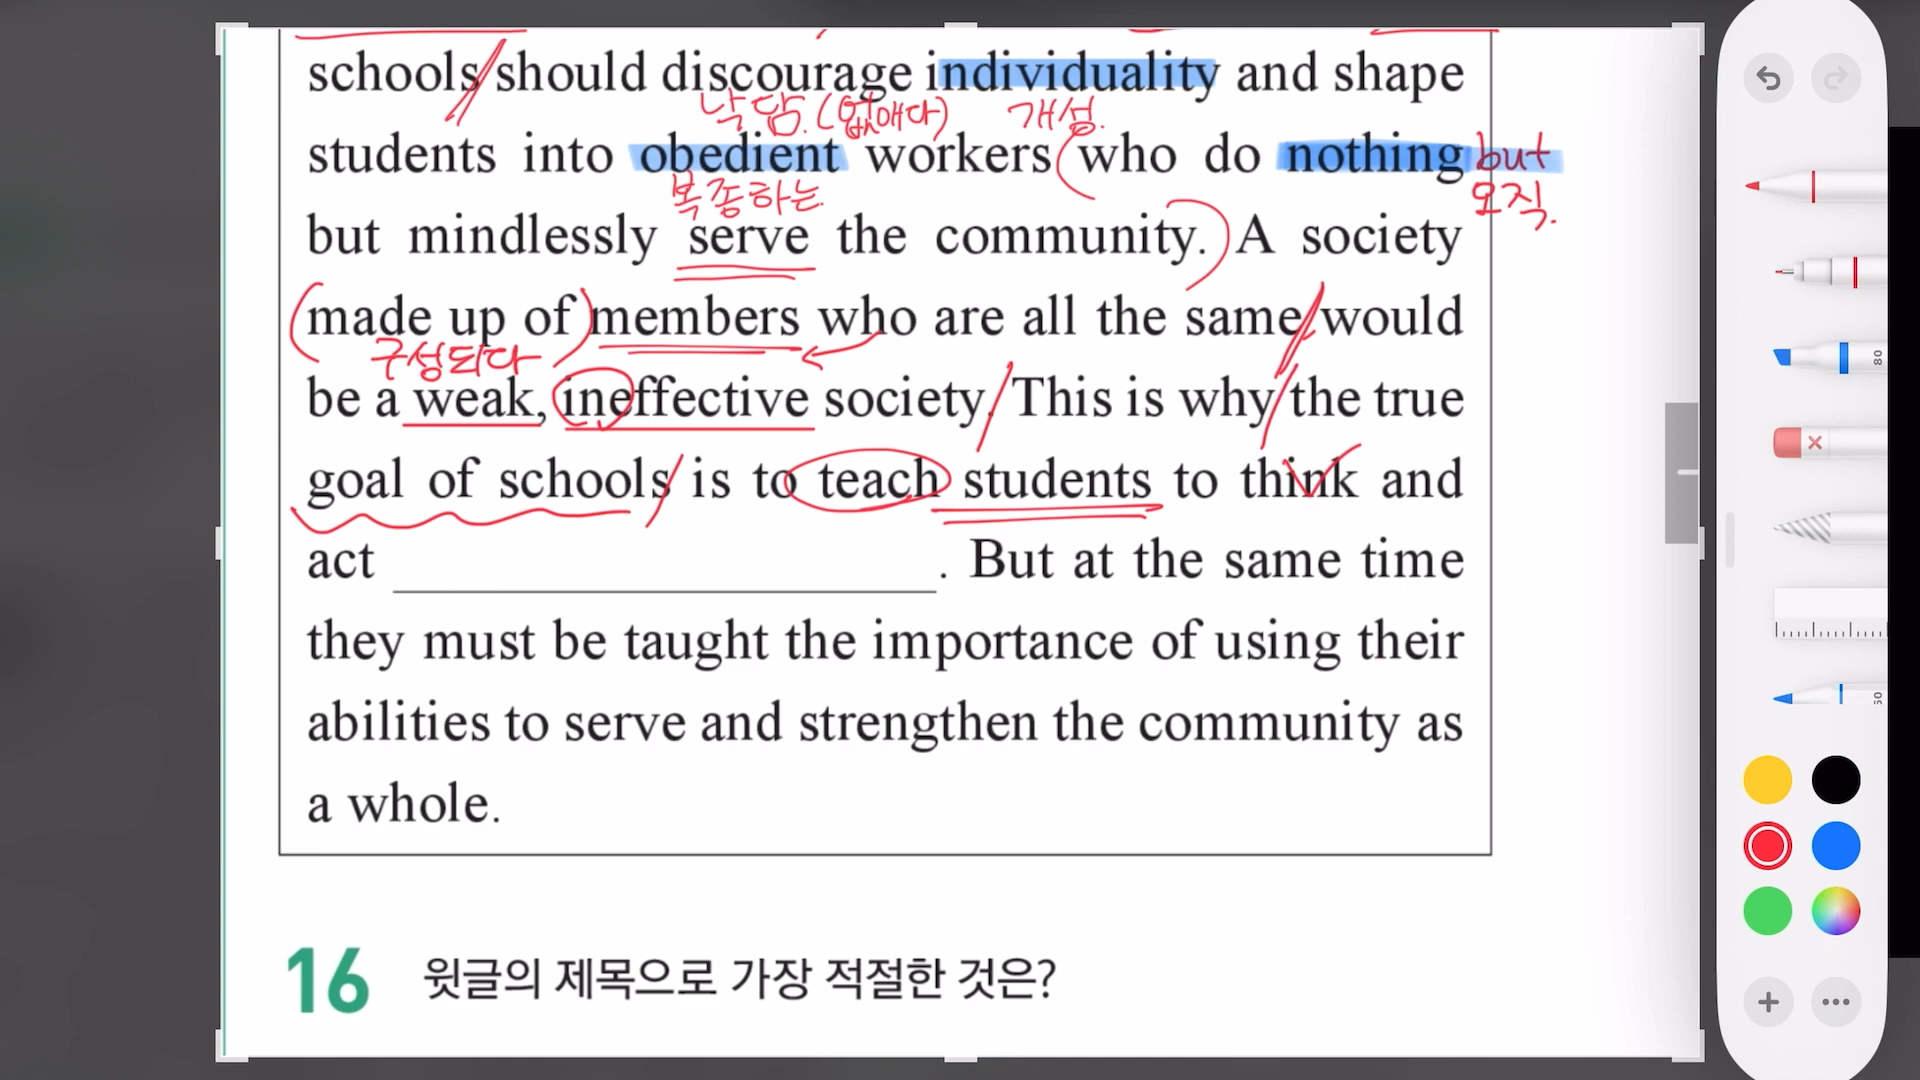 schools should discourage individuality and shape
낙담.(없애다) 개성.
students into obedient workers who do nothing but
복종하는 오직.
but mindlessly serve the community. A society
made up of members who are all the same would
구성되다
be a weak, ineffective society. This is why the true
goal of schools is to teach students to think and
act . But at the same time
they must be taught the importance of using their
abilities to serve and strengthen the community as
a whole.
16 윗글의 제목으로 가장 적절한 것은?
80
50